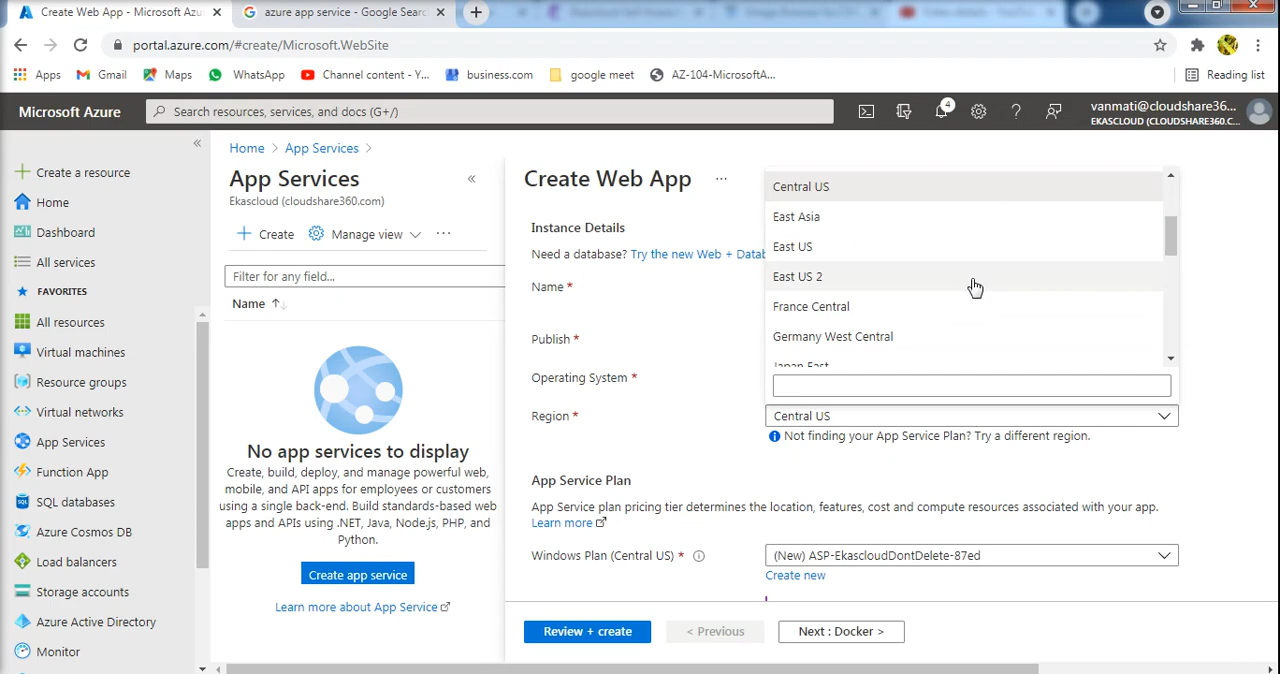 Create Web App - Microsoft Azu
azure app service - Google Searc
portal.azure.com/#create/Microsoft.WebSite
Apps
Gmail
Maps
WhatsApp
Channel content - Y...
business.com
google meet
AZ-104-MicrosoftA...
Reading list
Microsoft Azure
Search resources, services, and docs (G+/)
4
vanmati@cloudshare36...
EKASCLOUD (CLOUDSHARE360.C...
Create a resource
Home
Dashboard
All services
FAVORITES
All resources
Virtual machines
Resource groups
Virtual networks
App Services
Function App
SQL databases
Azure Cosmos DB
Load balancers
Storage accounts
Azure Active Directory
Monitor
Home > App Services >
App Services
Ekascloud (cloudshare360.com)
+ Create
Manage view
...
Filter for any field...
Name
No app services to display
Create, build, deploy, and manage powerful web,
mobile, and API apps for employees or customers
using a single back-end. Build standards-based web
apps and APIs using .NET, Java, Node.js, PHP, and
Python.
Create app service
Learn more about App Service
Create Web App ...
Instance Details
Need a database? Try the new Web + Datab
Name *
Publish *
Operating System *
Region *
Central US
East Asia
East US
East US 2
France Central
Germany West Central
Japan East
Central US
Not finding your App Service Plan? Try a different region.
App Service Plan
App Service plan pricing tier determines the location, features, cost and compute resources associated with your app.
Learn more
Windows Plan (Central US) *
(New) ASP-EkascloudDontDelete-87ed
Create new
Review + create
< Previous
Next : Docker >